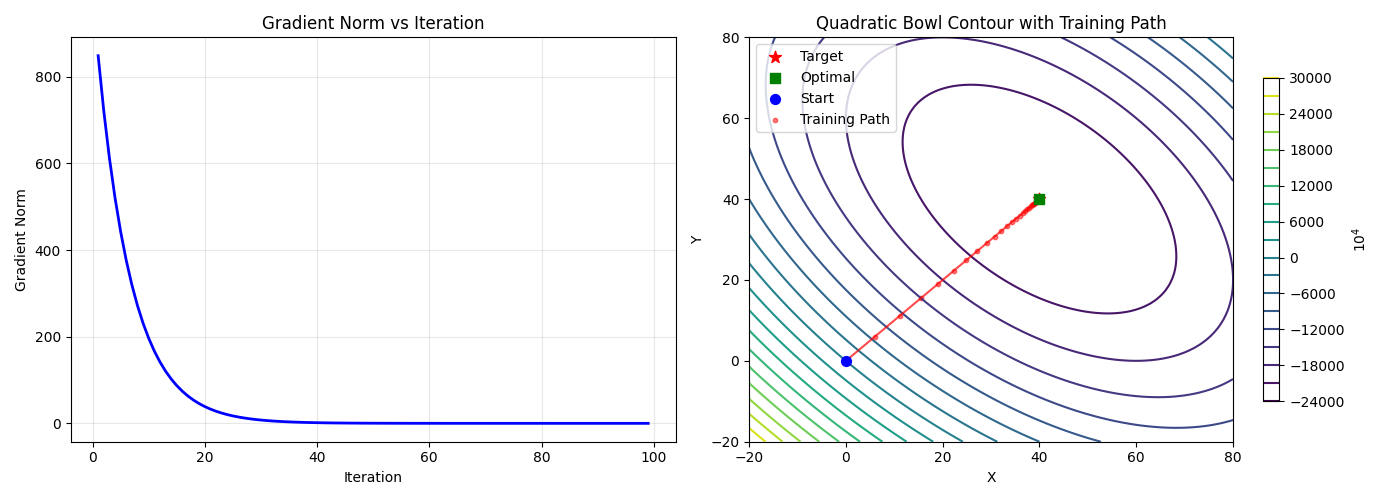 Gradient Norm vs Iteration
Gradient Norm
800
600
400
200
0
0 20 40 60 80 100
Iteration
Quadratic Bowl Contour with Training Path
Target
Optimal
Start
Training Path
Y
80
60
40
20
0
−20
−20 0 20 40 60 80
X
30000
24000
18000
12000
6000
0
−6000
−12000
−18000
−24000
10⁴